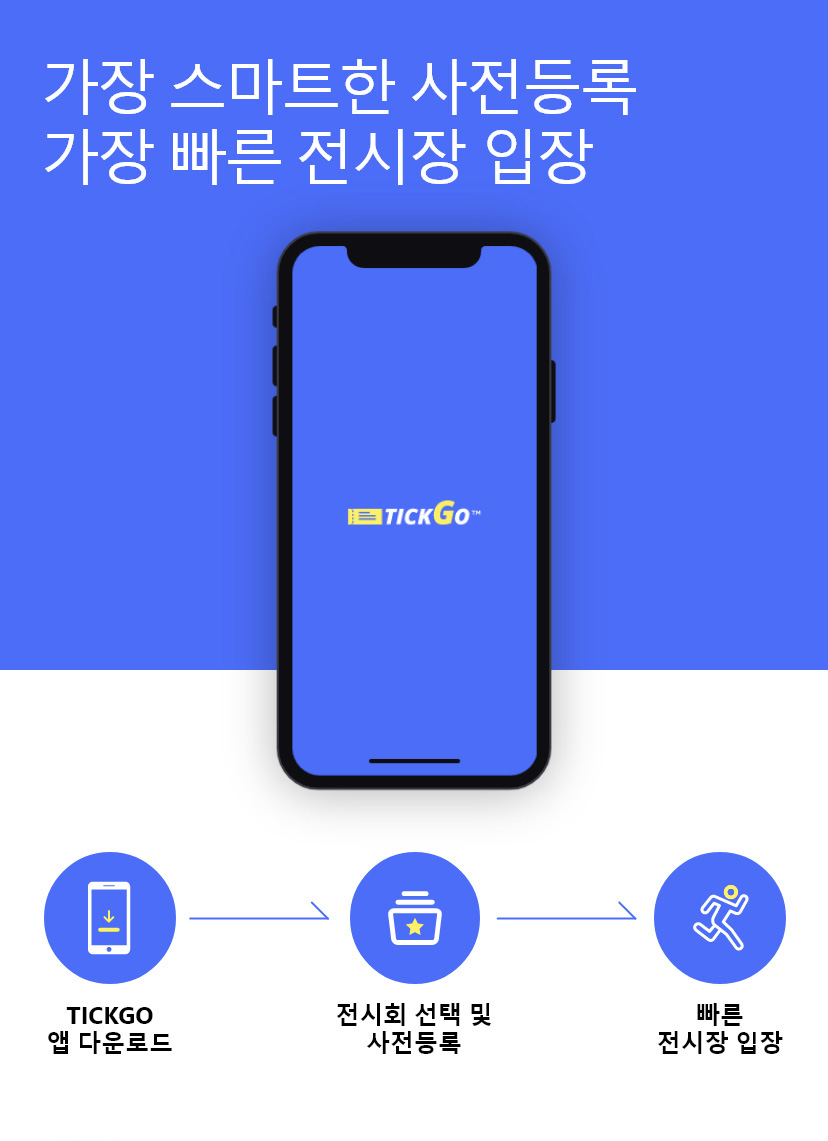 가장 스마트한 사전등록
가장 빠른 전시장 입장
TICKGO™
TICKGO
앱 다운로드
전시회 선택 및
사전등록
빠른
전시장 입장